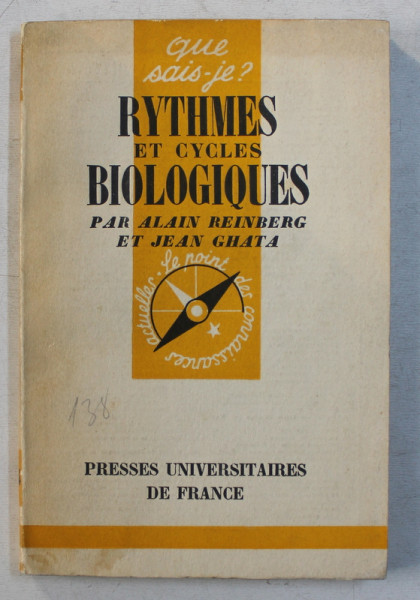 que
sais-je?
RYTHMES
ET CYCLES
BIOLOGIQUES
PAR ALAIN REINBERG
ET JEAN GHATA
Le point des connaissances actuelles
138
PRESSES UNIVERSITAIRES
DE FRANCE